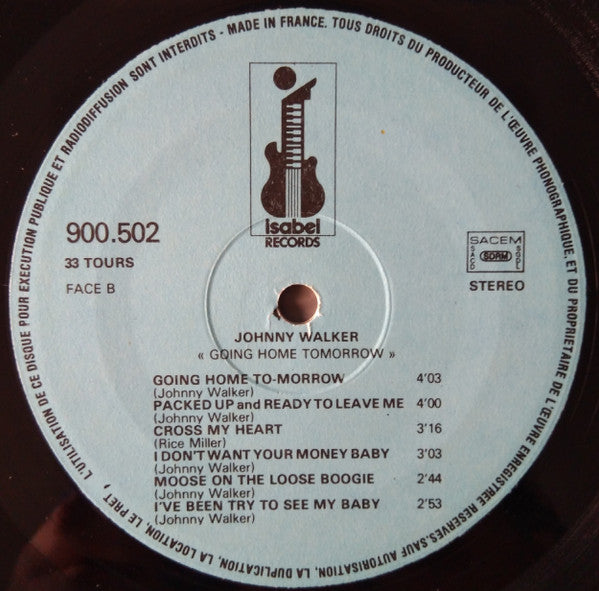 L'UTILISATION DE CE DISQUE POUR EXECUTION PUBLIQUE ET RADIODIFFUSION SONT INTERDITS - MADE IN FRANCE. TOUS DROITS DU PRODUCTEUR DE L'ŒUVRE PHONOGRAPHIQUE, ET DU PROPRIETAIRE DE L'ŒUVRE ENREGISTREE RESERVES. SAUF AUTORISATION, LA DUPLICATION, LA LOCATION, LE PRET,
isabel
RECORDS
900.502
33 TOURS
FACE B
SACEM
SACD SDRM SGDL
STEREO
JOHNNY WALKER
« GOING HOME TOMORROW »
GOING HOME TO-MORROW 4'03
(Johnny Walker)
PACKED UP and READY TO LEAVE ME 4'00
(Johnny Walker)
CROSS MY HEART 3'16
(Rice Miller)
I DON'T WANT YOUR MONEY BABY 3'03
(Johnny Walker)
MOOSE ON THE LOOSE BOOGIE 2'44
(Johnny Walker)
I'VE BEEN TRY TO SEE MY BABY 2'53
(Johnny Walker)